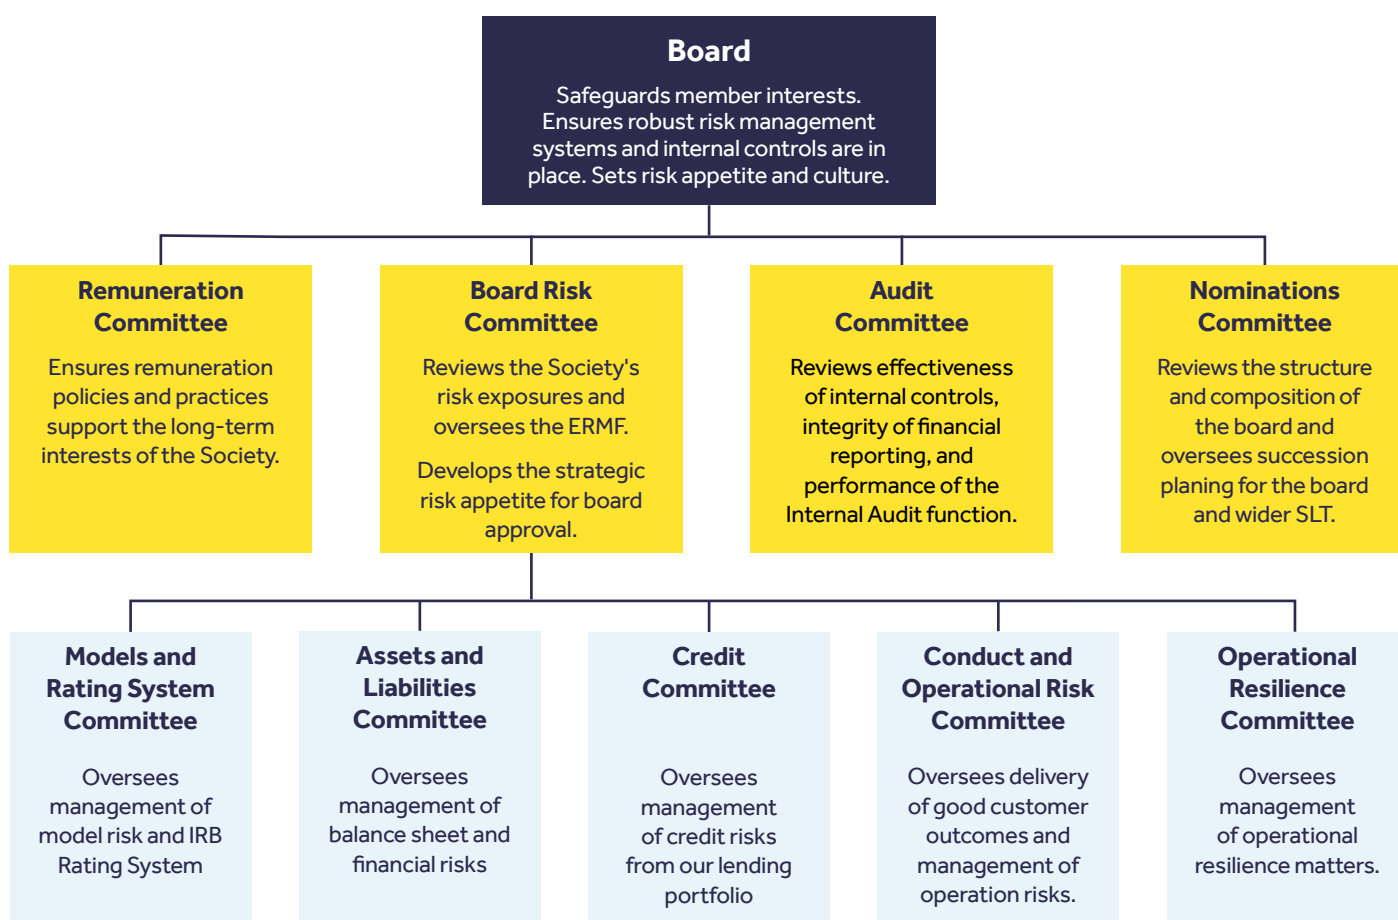 Board
Safeguards member interests.
Ensures robust risk management
systems and internal controls are in
place. Sets risk appetite and culture.
Remuneration
Committee
Ensures remuneration
policies and practices
support the long-term
interests of the Society.
Board Risk
Committee
Reviews the Society's
risk exposures and
oversees the ERMF.
Develops the strategic
risk appetite for board
approval.
Audit
Committee
Reviews effectiveness
of internal controls,
integrity of financial
reporting, and
performance of the
Internal Audit function.
Nominations
Committee
Reviews the structure
and composition of
the board and
oversees succession
planing for the board
and wider SLT.
Models and
Rating System
Committee
Oversees
management of
model risk and IRB
Rating System
Assets and
Liabilities
Committee
Oversees
management of
balance sheet and
financial risks
Credit
Committee
Oversees
management
of credit risks
from our lending
portfolio
Conduct and
Operational Risk
Committee
Oversees delivery
of good customer
outcomes and
management of
operation risks.
Operational
Resilience
Committee
Oversees
management
of operational
resilience matters.